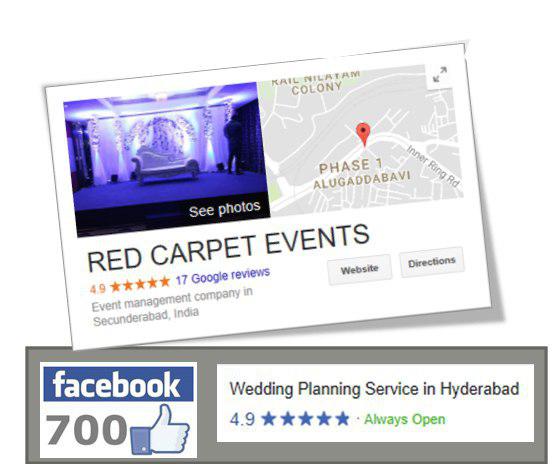 RAIL NILAYAM
COLONY
PHASE 1
ALUGADDABAVI
Inner Ring Rd
See photos
RED CARPET EVENTS
4.9 ★★★★★ 17 Google reviews
Website
Directions
Event management company in
Secunderabad, India
facebook
700
Wedding Planning Service in Hyderabad
4.9 ★★★★★ · Always Open